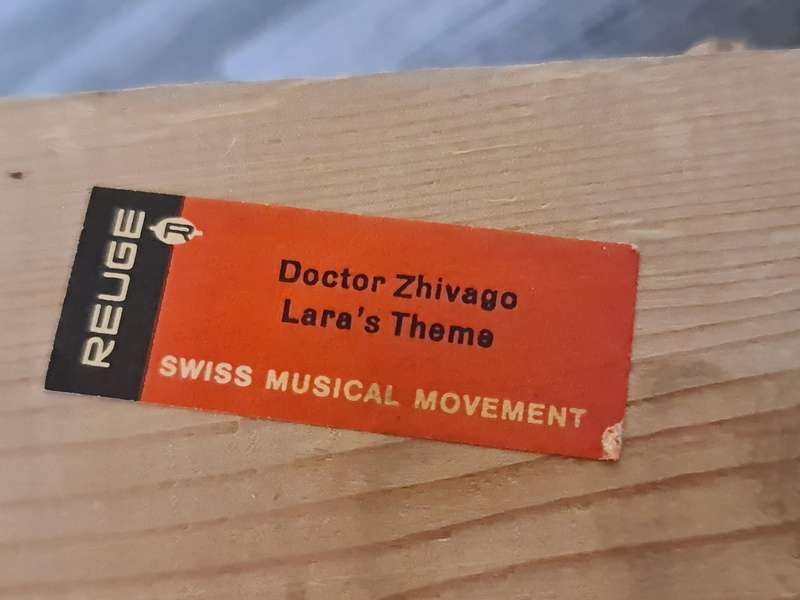 REUGE
R
Doctor Zhivago
Lara's Theme
SWISS MUSICAL MOVEMENT